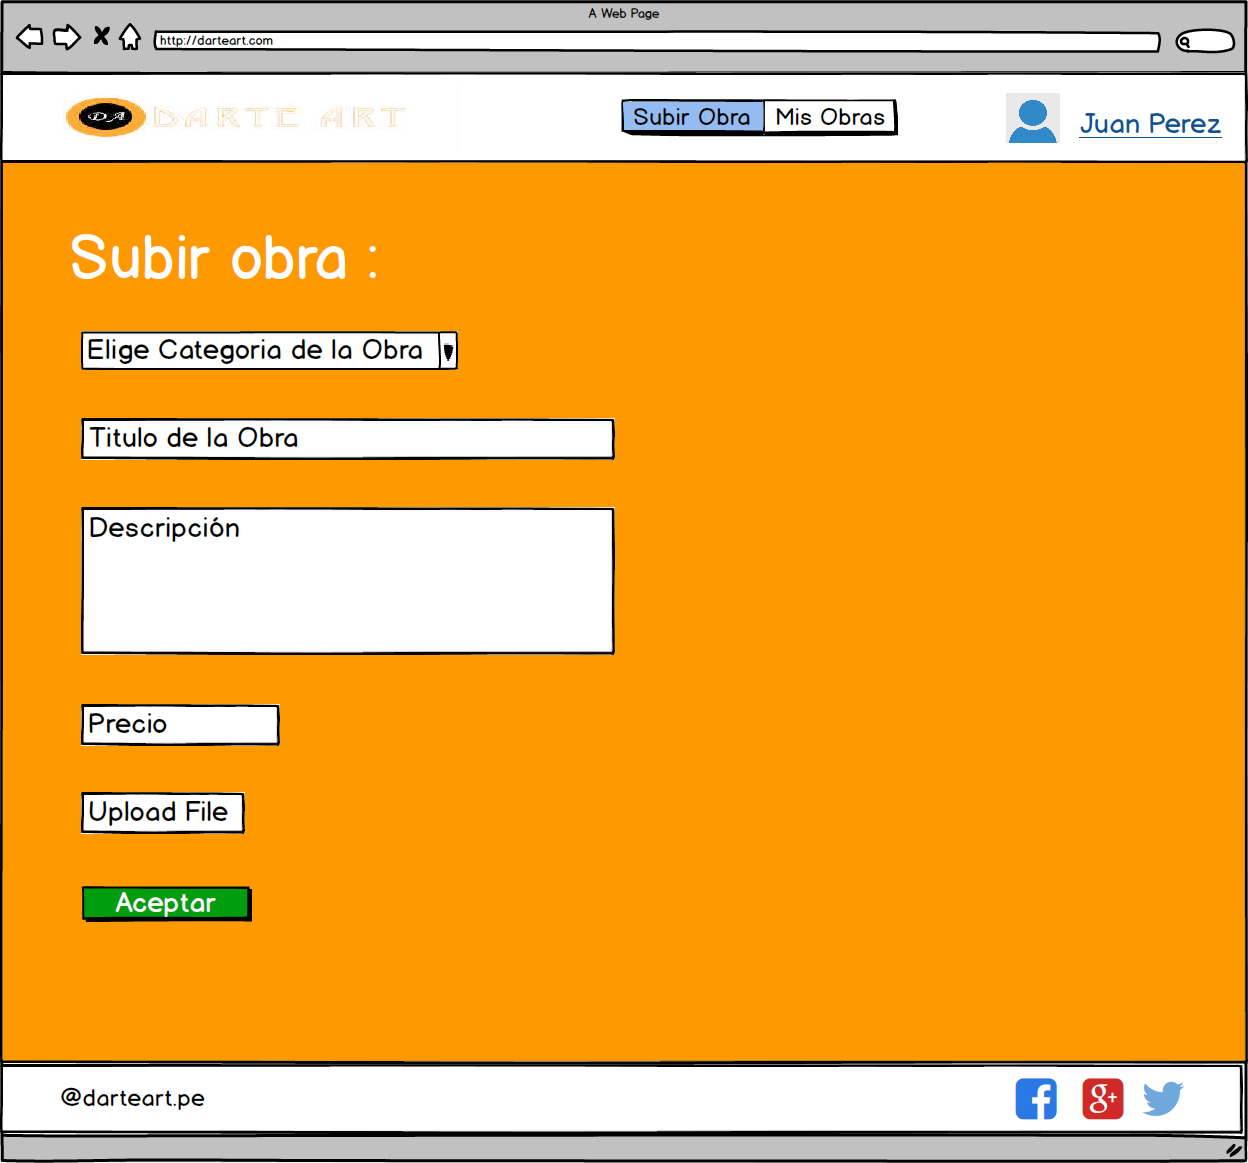 A Web Page
http://darteart.com
DA DARTE ART
Subir Obra Mis Obras
Juan Perez
Subir obra :
Elige Categoria de la Obra
Titulo de la Obra
Descripción
Precio
Upload File
Aceptar
@darteart.pe
f g+